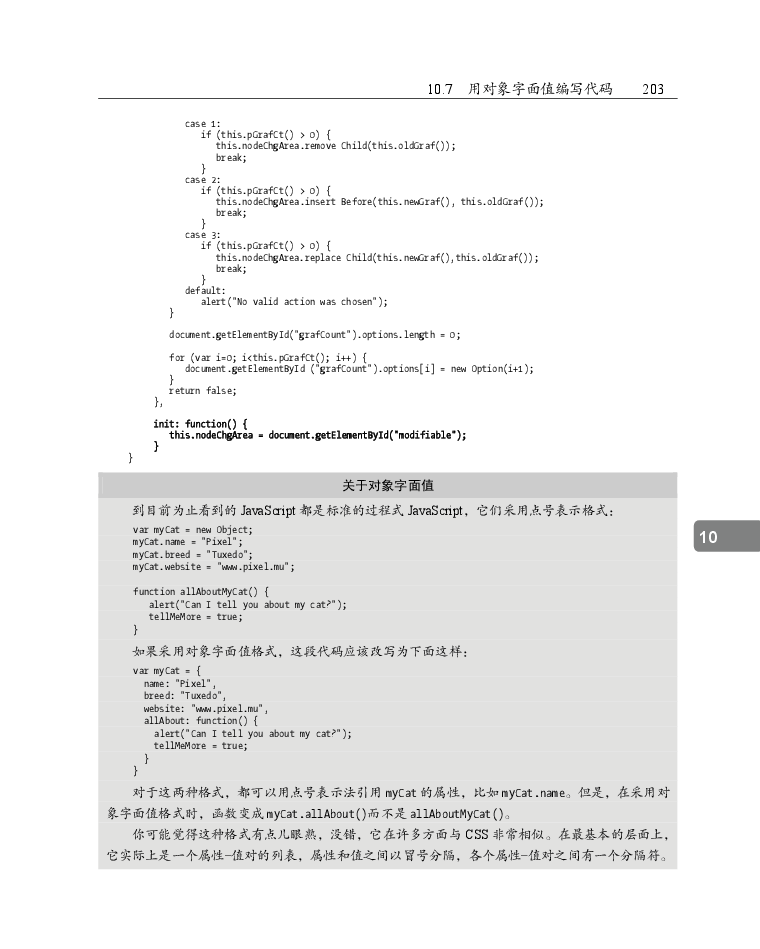 10.7 用对象字面值编写代码 203
case 1:
if (this.pGrafCt() > 0) {
this.nodeChgArea.remove Child(this.oldGraf());
break;
}
case 2:
if (this.pGrafCt() > 0) {
this.nodeChgArea.insert Before(this.newGraf(), this.oldGraf());
break;
}
case 3:
if (this.pGrafCt() > 0) {
this.nodeChgArea.replace Child(this.newGraf(),this.oldGraf());
break;
}
default:
alert("No valid action was chosen");
}
document.getElementById("grafCount").options.length = 0;
for (var i=0; i<this.pGrafCt(); i++) {
document.getElementById ("grafCount").options[i] = new Option(i+1);
}
return false;
},
init: function() {
this.nodeChgArea = document.getElementById("modifiable");
}
}
关于对象字面值
到目前为止看到的 JavaScript 都是标准的过程式 JavaScript，它们采用点号表示格式：
var myCat = new Object;
myCat.name = "Pixel";
myCat.breed = "Tuxedo";
myCat.website = "www.pixel.mu";
function allAboutMyCat() {
alert("Can I tell you about my cat?");
tellMeMore = true;
}
如果采用对象字面值格式，这段代码应该改写为下面这样：
var myCat = {
name: "Pixel",
breed: "Tuxedo",
website: "www.pixel.mu",
allAbout: function() {
alert("Can I tell you about my cat?");
tellMeMore = true;
}
}
对于这两种格式，都可以用点号表示法引用 myCat 的属性，比如 myCat.name。但是，在采用对
象字面值格式时，函数变成 myCat.allAbout()而不是 allAboutMyCat()。
你可能觉得这种格式有点儿眼熟，没错，它在许多方面与 CSS 非常相似。在最基本的层面上，
它实际上是一个属性-值对的列表，属性和值之间以冒号分隔，各个属性-值对之间有一个分隔符。
10